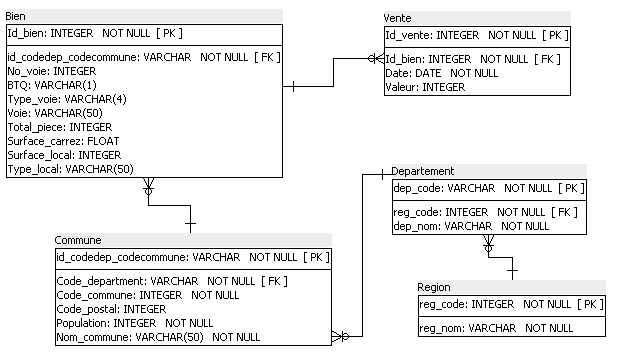 Bien
Id_bien: INTEGER NOT NULL [ PK ]
id_codedep_codecommune: VARCHAR NOT NULL [ FK ]
No_voie: INTEGER
BTQ: VARCHAR(1)
Type_voie: VARCHAR(4)
Voie: VARCHAR(50)
Total_piece: INTEGER
Surface_carrez: FLOAT
Surface_local: INTEGER
Type_local: VARCHAR(50)
Vente
Id_vente: INTEGER NOT NULL [ PK ]
Id_bien: INTEGER NOT NULL [ FK ]
Date: DATE NOT NULL
Valeur: INTEGER
Departement
dep_code: VARCHAR NOT NULL [ PK ]
reg_code: INTEGER NOT NULL [ FK ]
dep_nom: VARCHAR NOT NULL
Commune
id_codedep_codecommune: VARCHAR NOT NULL [ PK ]
Code_department: VARCHAR NOT NULL [ FK ]
Code_commune: INTEGER NOT NULL
Code_postal: INTEGER
Population: INTEGER NOT NULL
Nom_commune: VARCHAR(50) NOT NULL
Region
reg_code: INTEGER NOT NULL [ PK ]
reg_nom: VARCHAR NOT NULL